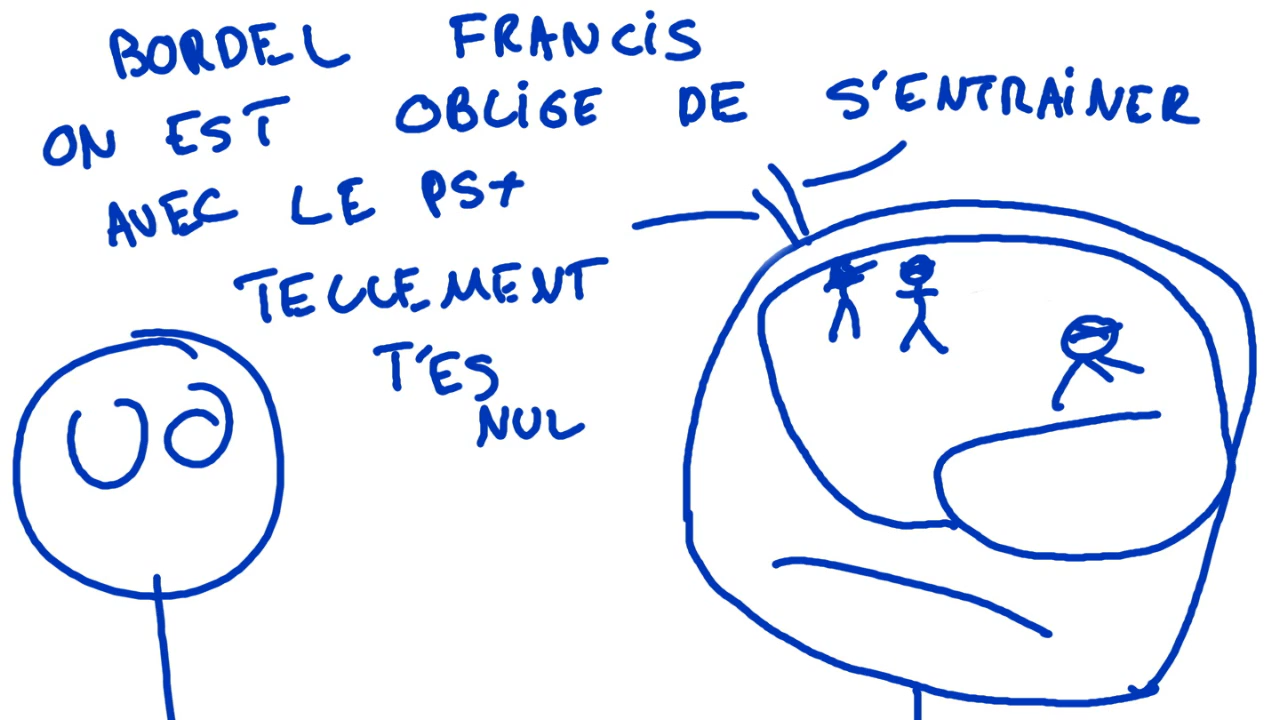 BORDEL FRANCIS
ON EST OBLIGE DE S'ENTRAINER
AVEC LE PS+
TELLEMENT
T'ES
NUL